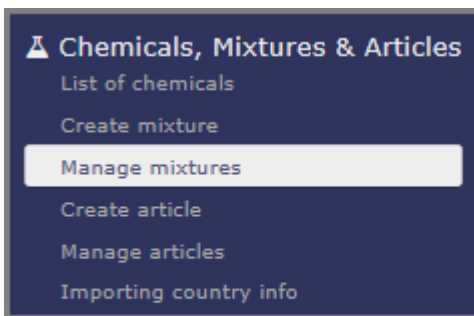 Chemicals, Mixtures & Articles
List of chemicals
Create mixture
Manage mixtures
Create article
Manage articles
Importing country info